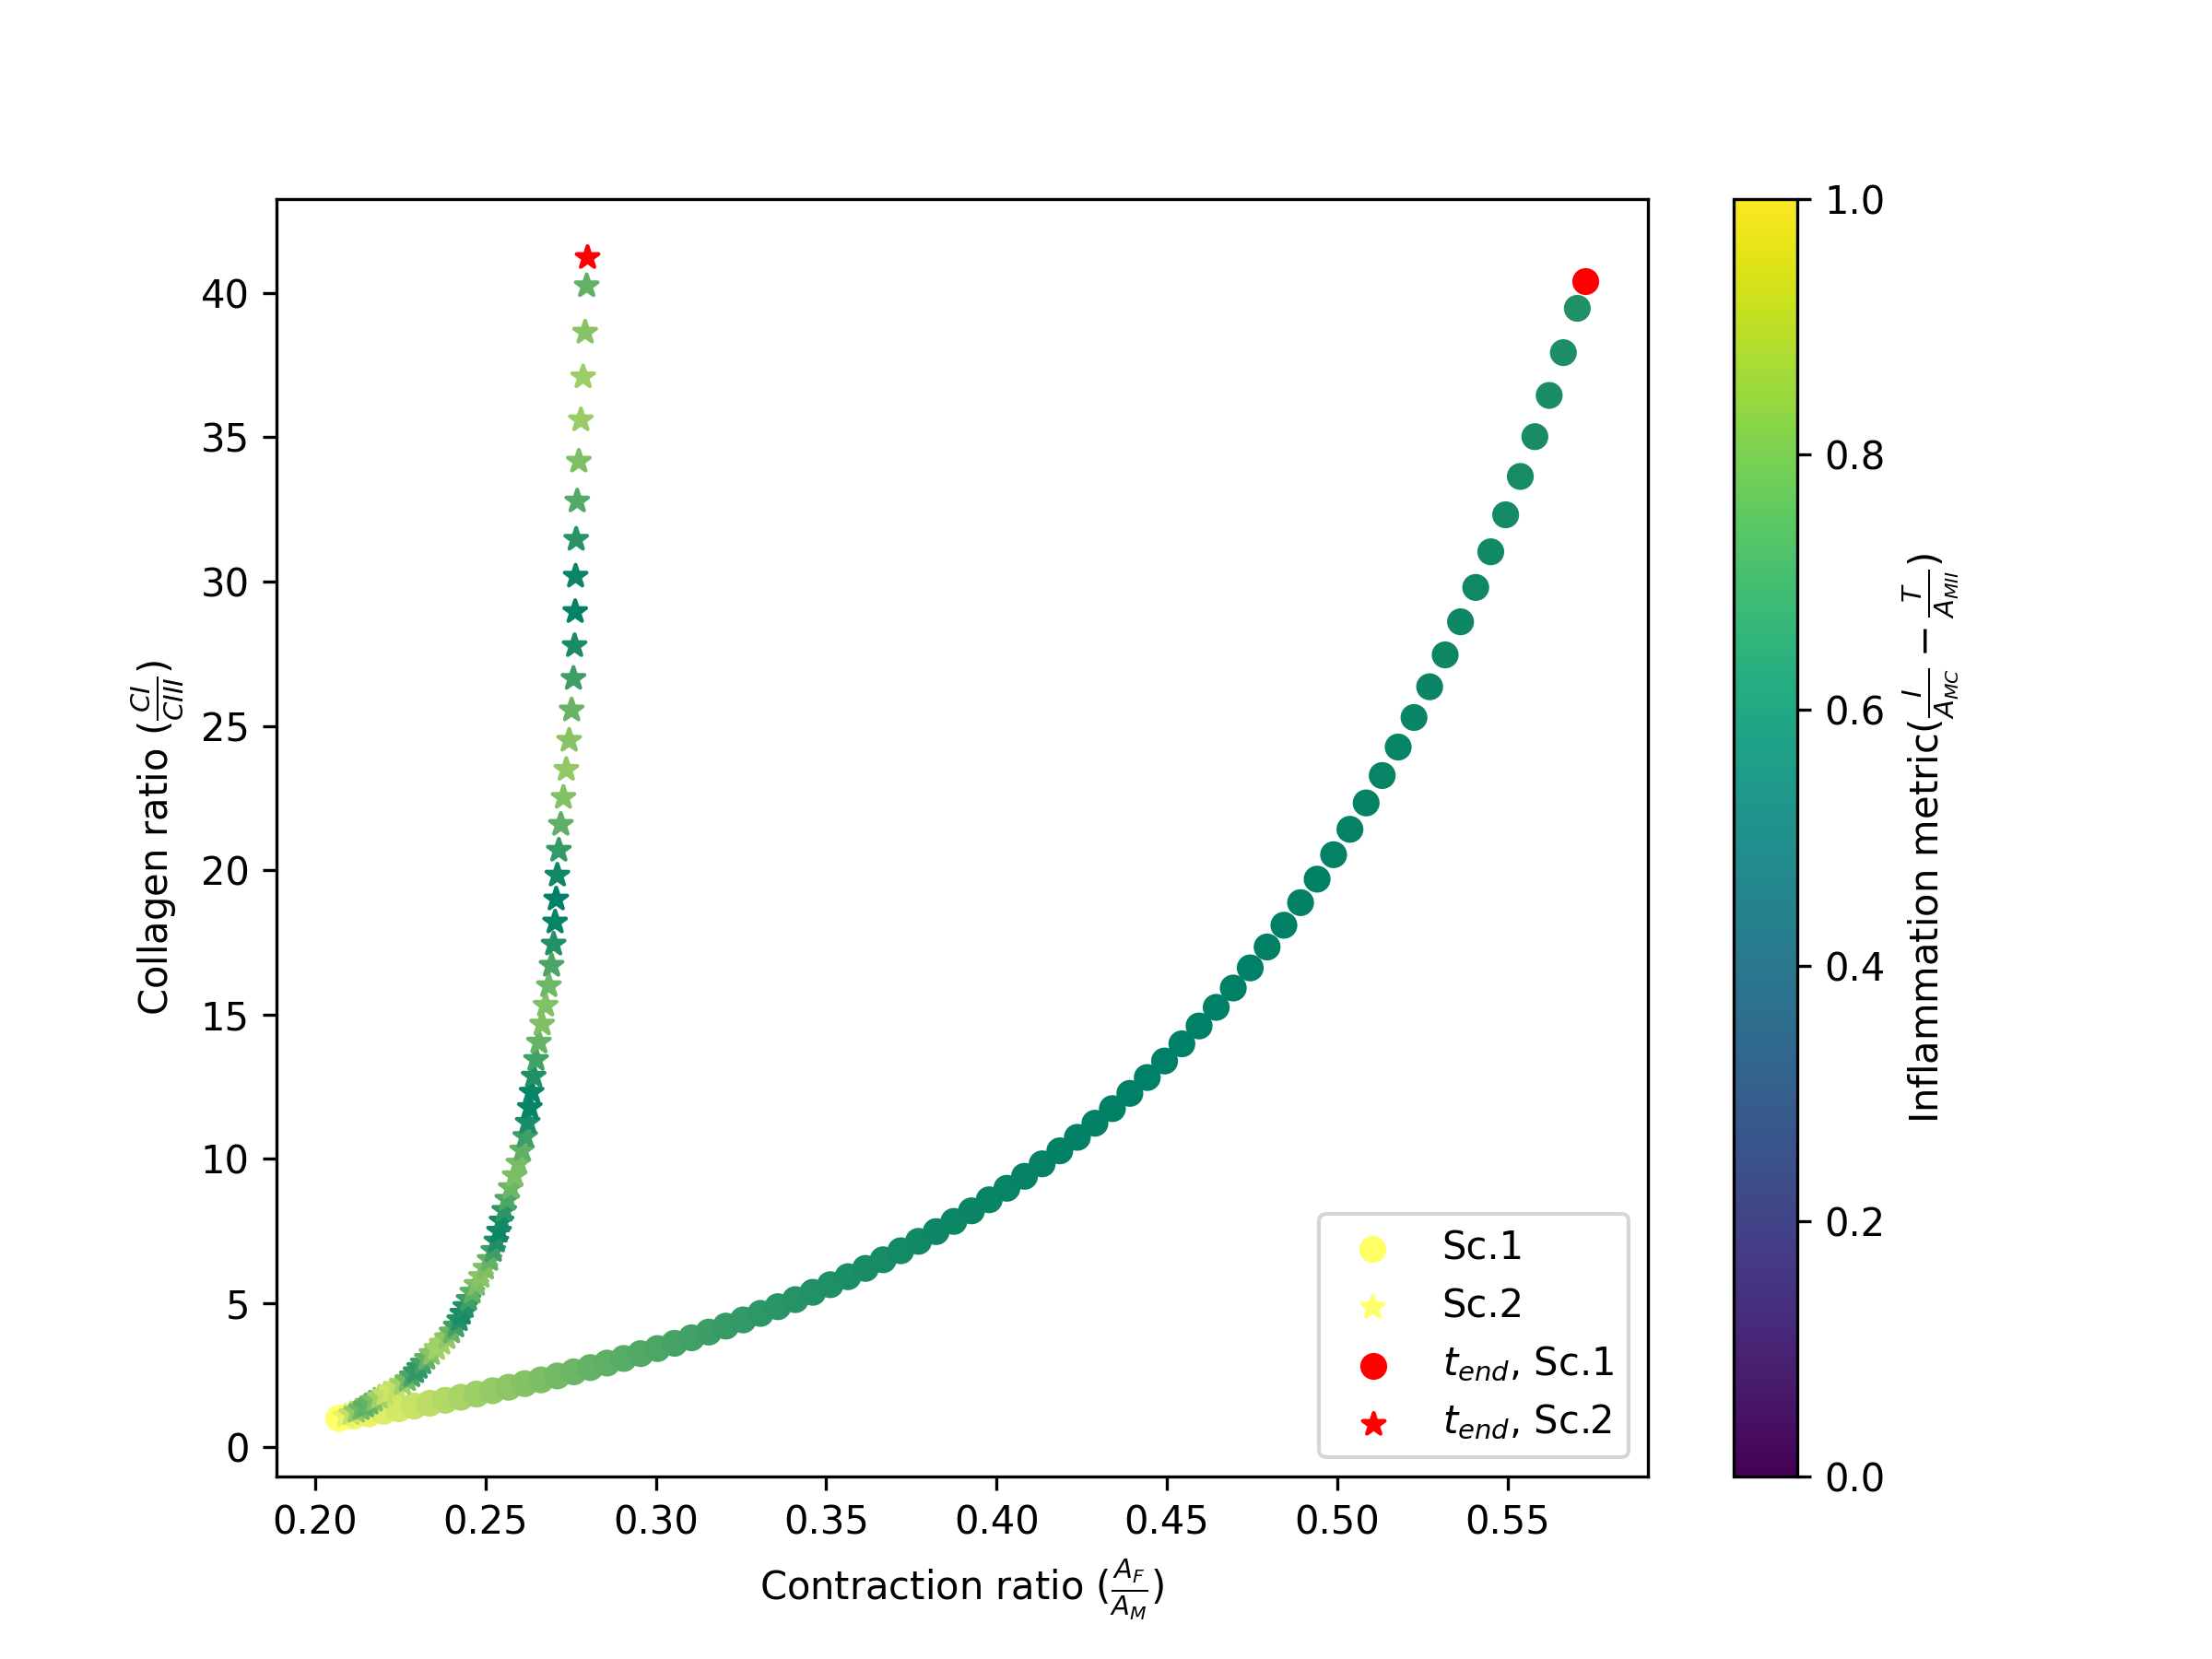 40
35
30
25
20
15
10
5
0
Collagen ratio (CI/CIII)
0.20 0.25 0.30 0.35 0.40 0.45 0.50 0.55
Contraction ratio (A_F/A_M)
Sc.1
Sc.2
t_end, Sc.1
t_end, Sc.2
1.0
0.8
0.6
0.4
0.2
0.0
Inflammation metric(I/A_MC − T/A_MII)